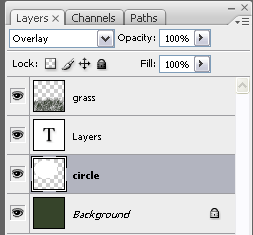 Layers × Channels Paths
Overlay Opacity: 100%
Lock: Fill: 100%
grass
T Layers
circle
Background